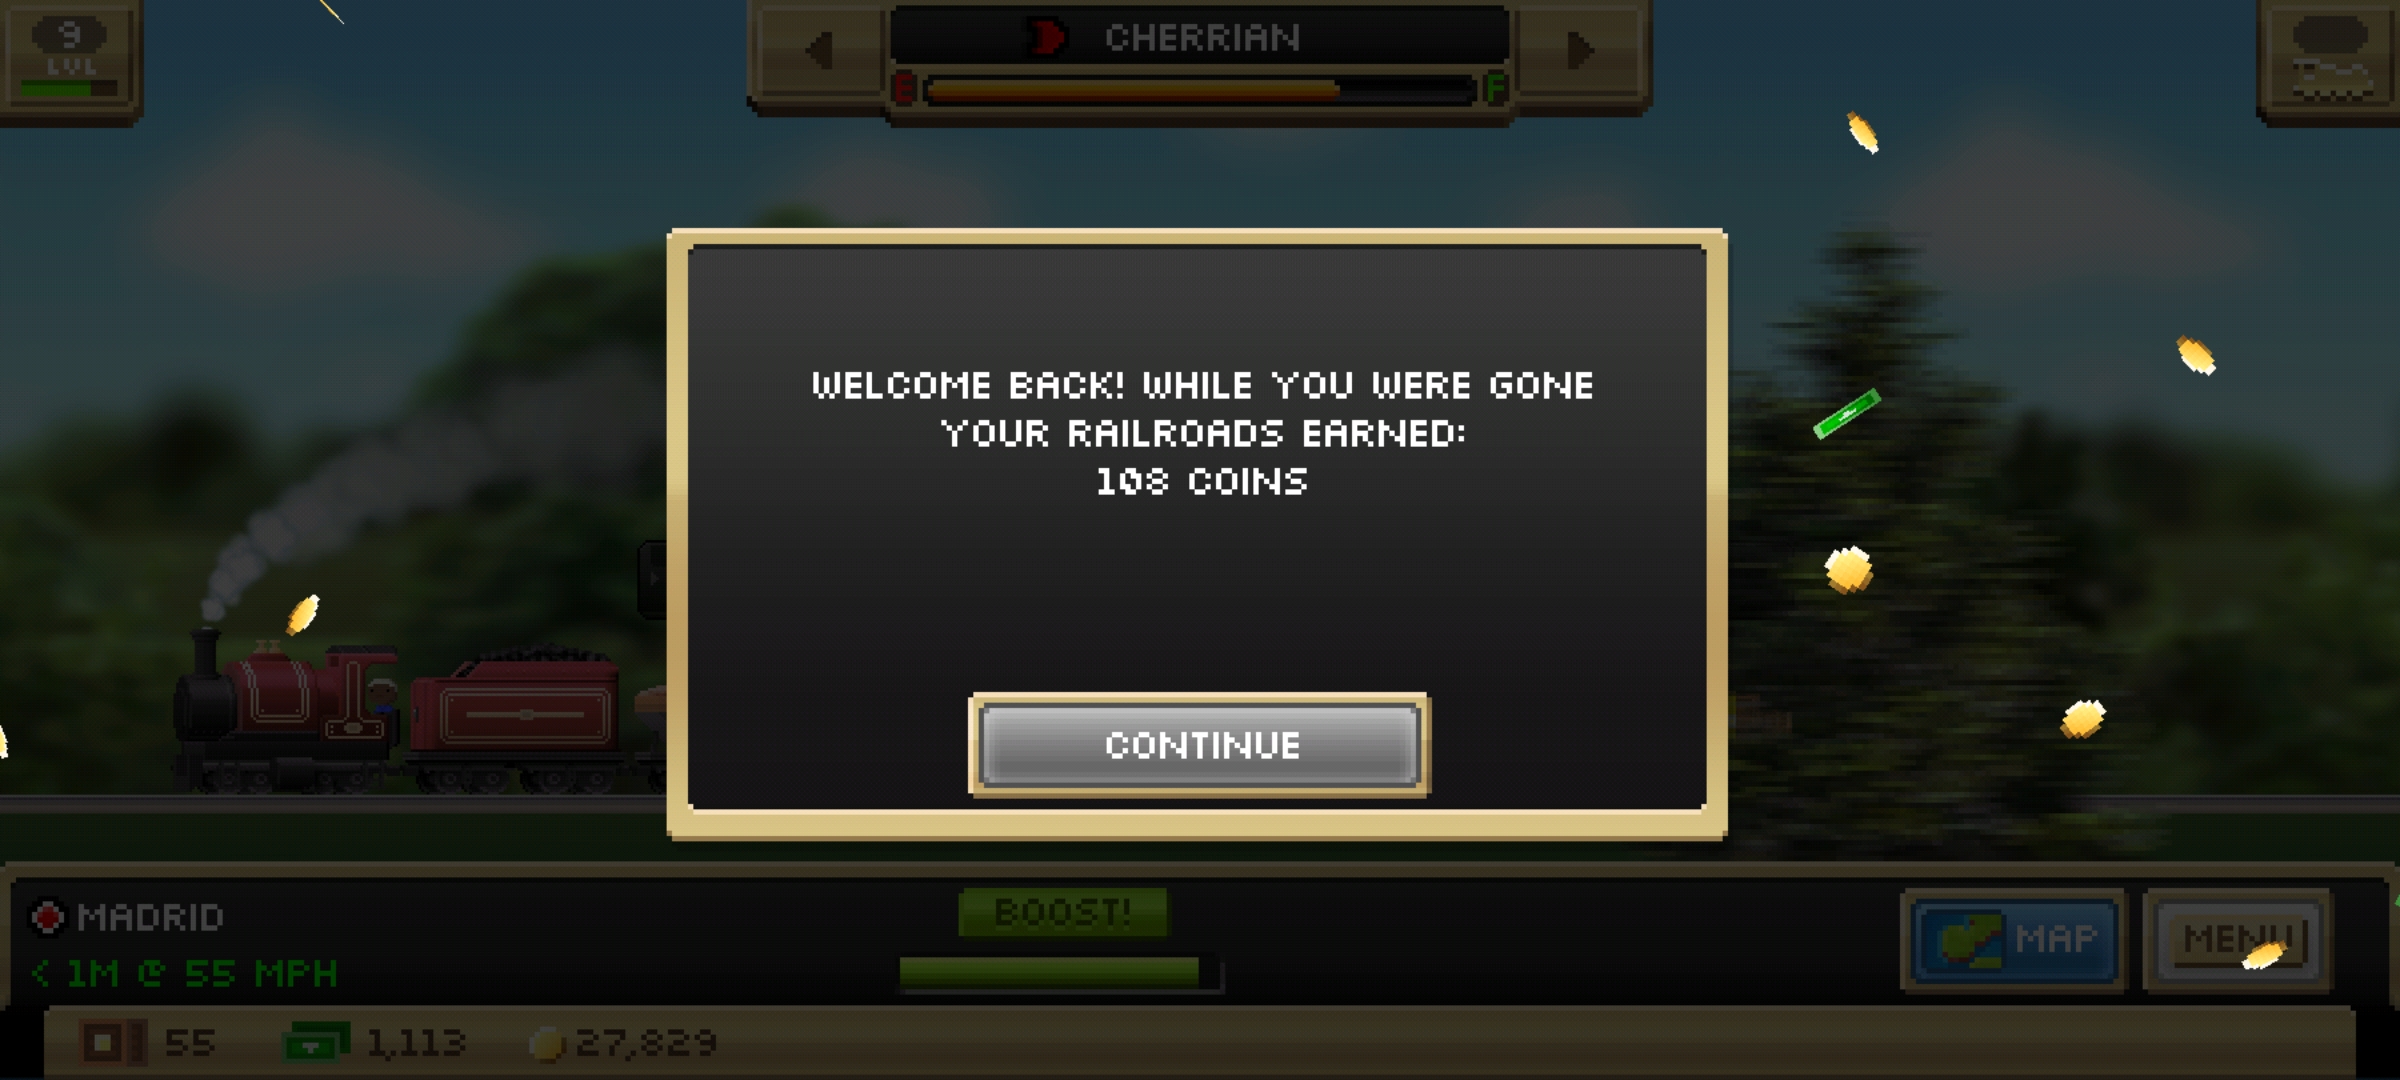 9
LVL
CHERRIAN
E F
WELCOME BACK! WHILE YOU WERE GONE
YOUR RAILROADS EARNED:
108 COINS
CONTINUE
MADRID
< 1M @ 55 MPH
BOOST!
MAP
MENU
55
1,113
27,829